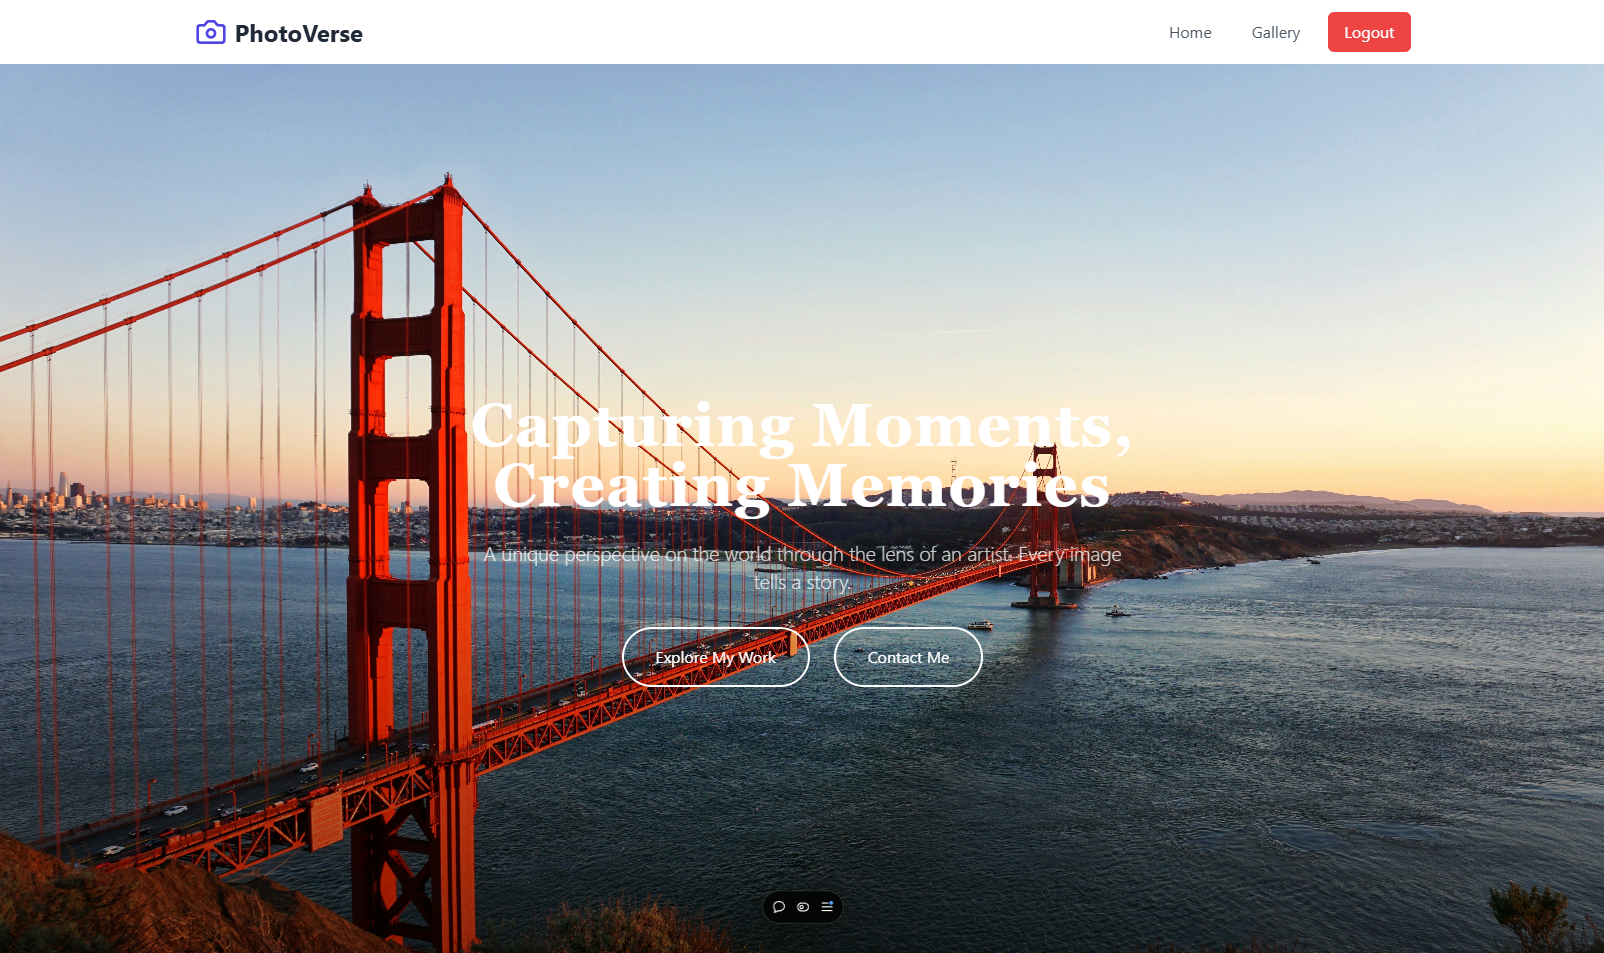 PhotoVerse
Home
Gallery
Logout
Capturing Moments,
Creating Memories
A unique perspective on the world through the lens of an artist. Every image
tells a story.
Explore My Work
Contact Me